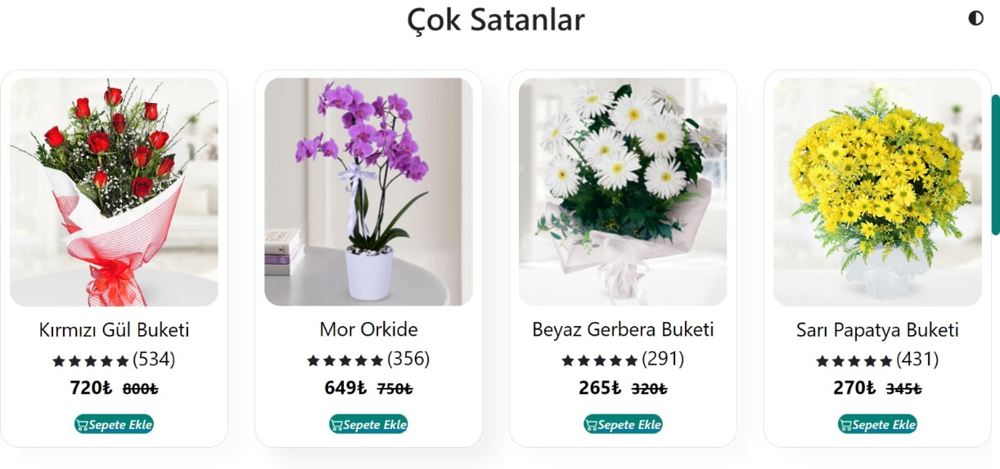 Çok Satanlar
Kırmızı Gül Buketi
★★★★★(534)
720₺ 800₺
Sepete Ekle
Mor Orkide
★★★★★(356)
649₺ 750₺
Sepete Ekle
Beyaz Gerbera Buketi
★★★★★(291)
265₺ 320₺
Sepete Ekle
Sarı Papatya Buketi
★★★★★(431)
270₺ 345₺
Sepete Ekle